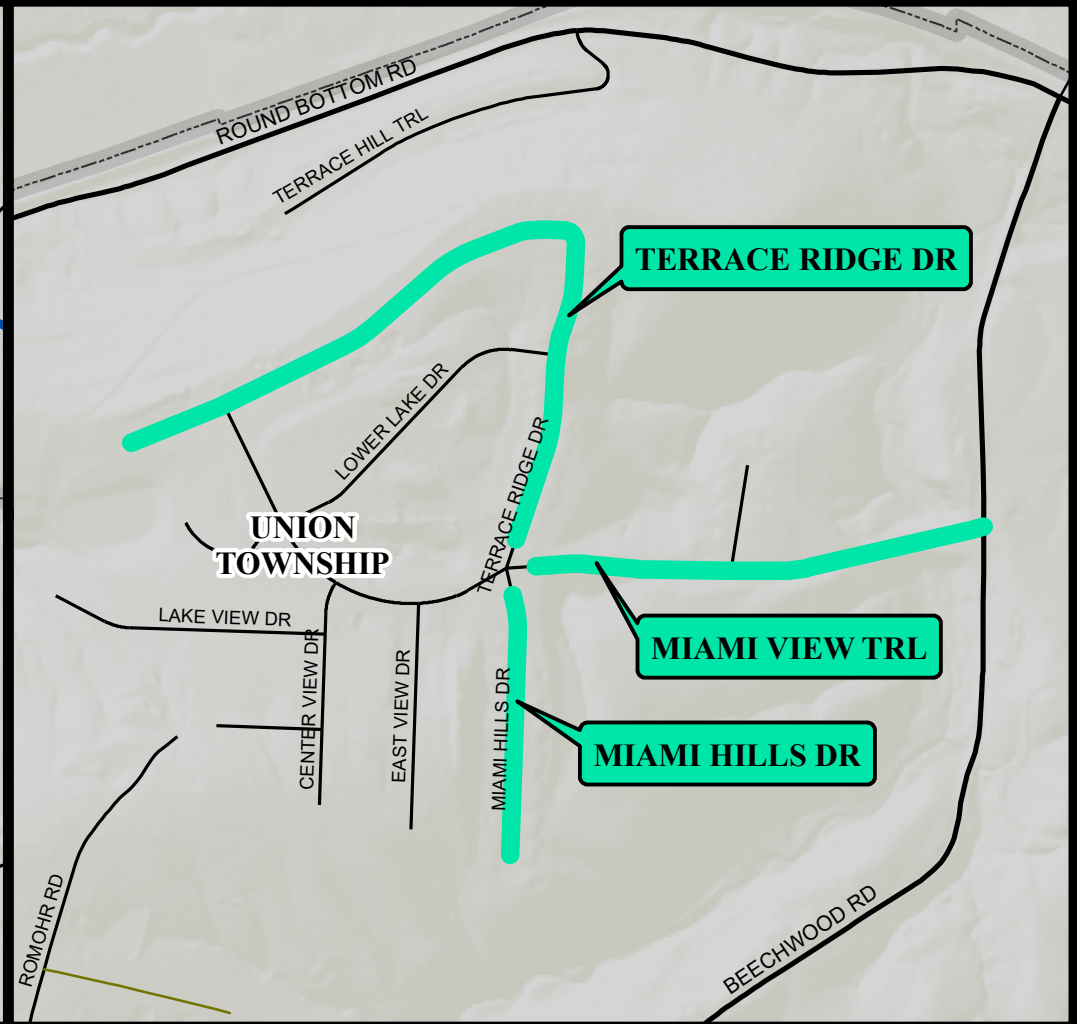 ROUND BOTTOM RD
TERRACE HILL TRL
TERRACE RIDGE DR
LOWER LAKE DR
TERRACE RIDGE DR
UNION
TOWNSHIP
LAKE VIEW DR
CENTER VIEW DR
EAST VIEW DR
MIAMI HILLS DR
MIAMI VIEW TRL
MIAMI HILLS DR
ROMOHR RD
BEECHWOOD RD